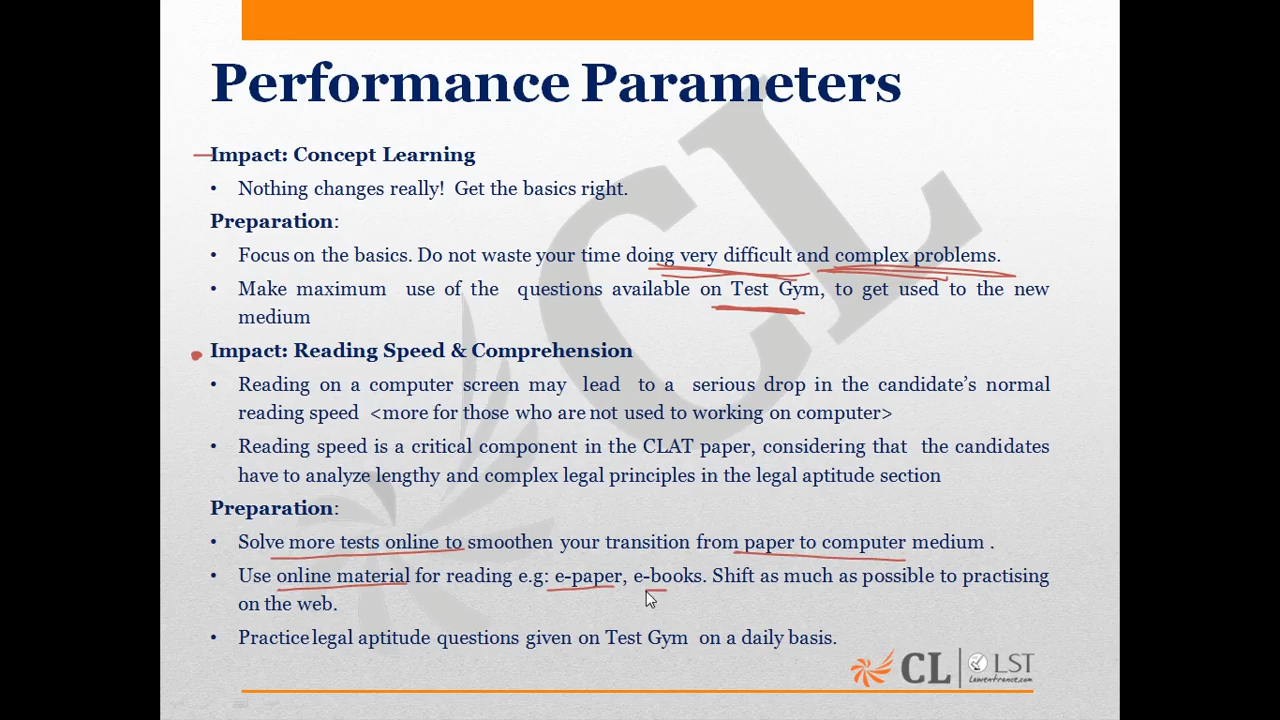 Performance Parameters
Impact: Concept Learning
• Nothing changes really! Get the basics right.
Preparation:
• Focus on the basics. Do not waste your time doing very difficult and complex problems.
• Make maximum use of the questions available on Test Gym, to get used to the new
medium
Impact: Reading Speed & Comprehension
• Reading on a computer screen may lead to a serious drop in the candidate's normal
reading speed <more for those who are not used to working on computer>
• Reading speed is a critical component in the CLAT paper, considering that the candidates
have to analyze lengthy and complex legal principles in the legal aptitude section
Preparation:
• Solve more tests online to smoothen your transition from paper to computer medium .
• Use online material for reading e.g: e-paper, e-books. Shift as much as possible to practising
on the web.
• Practice legal aptitude questions given on Test Gym on a daily basis.
CL
CL | LST
Lawentrance.com